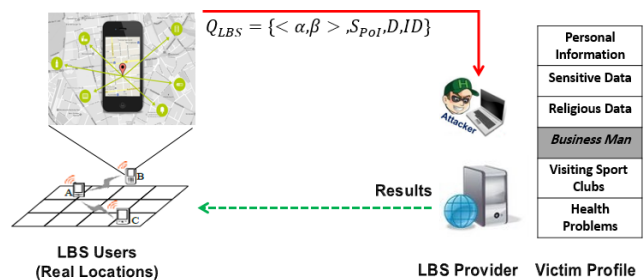 Q_LBS = {< α,β > ,S_PoI,D,ID}
H
Attacker
A
B
C
Results
LBS Users
(Real Locations)
LBS Provider
Personal
Information
Sensitive Data
Religious Data
Business Man
Visiting Sport
Clubs
Health
Problems
Victim Profile